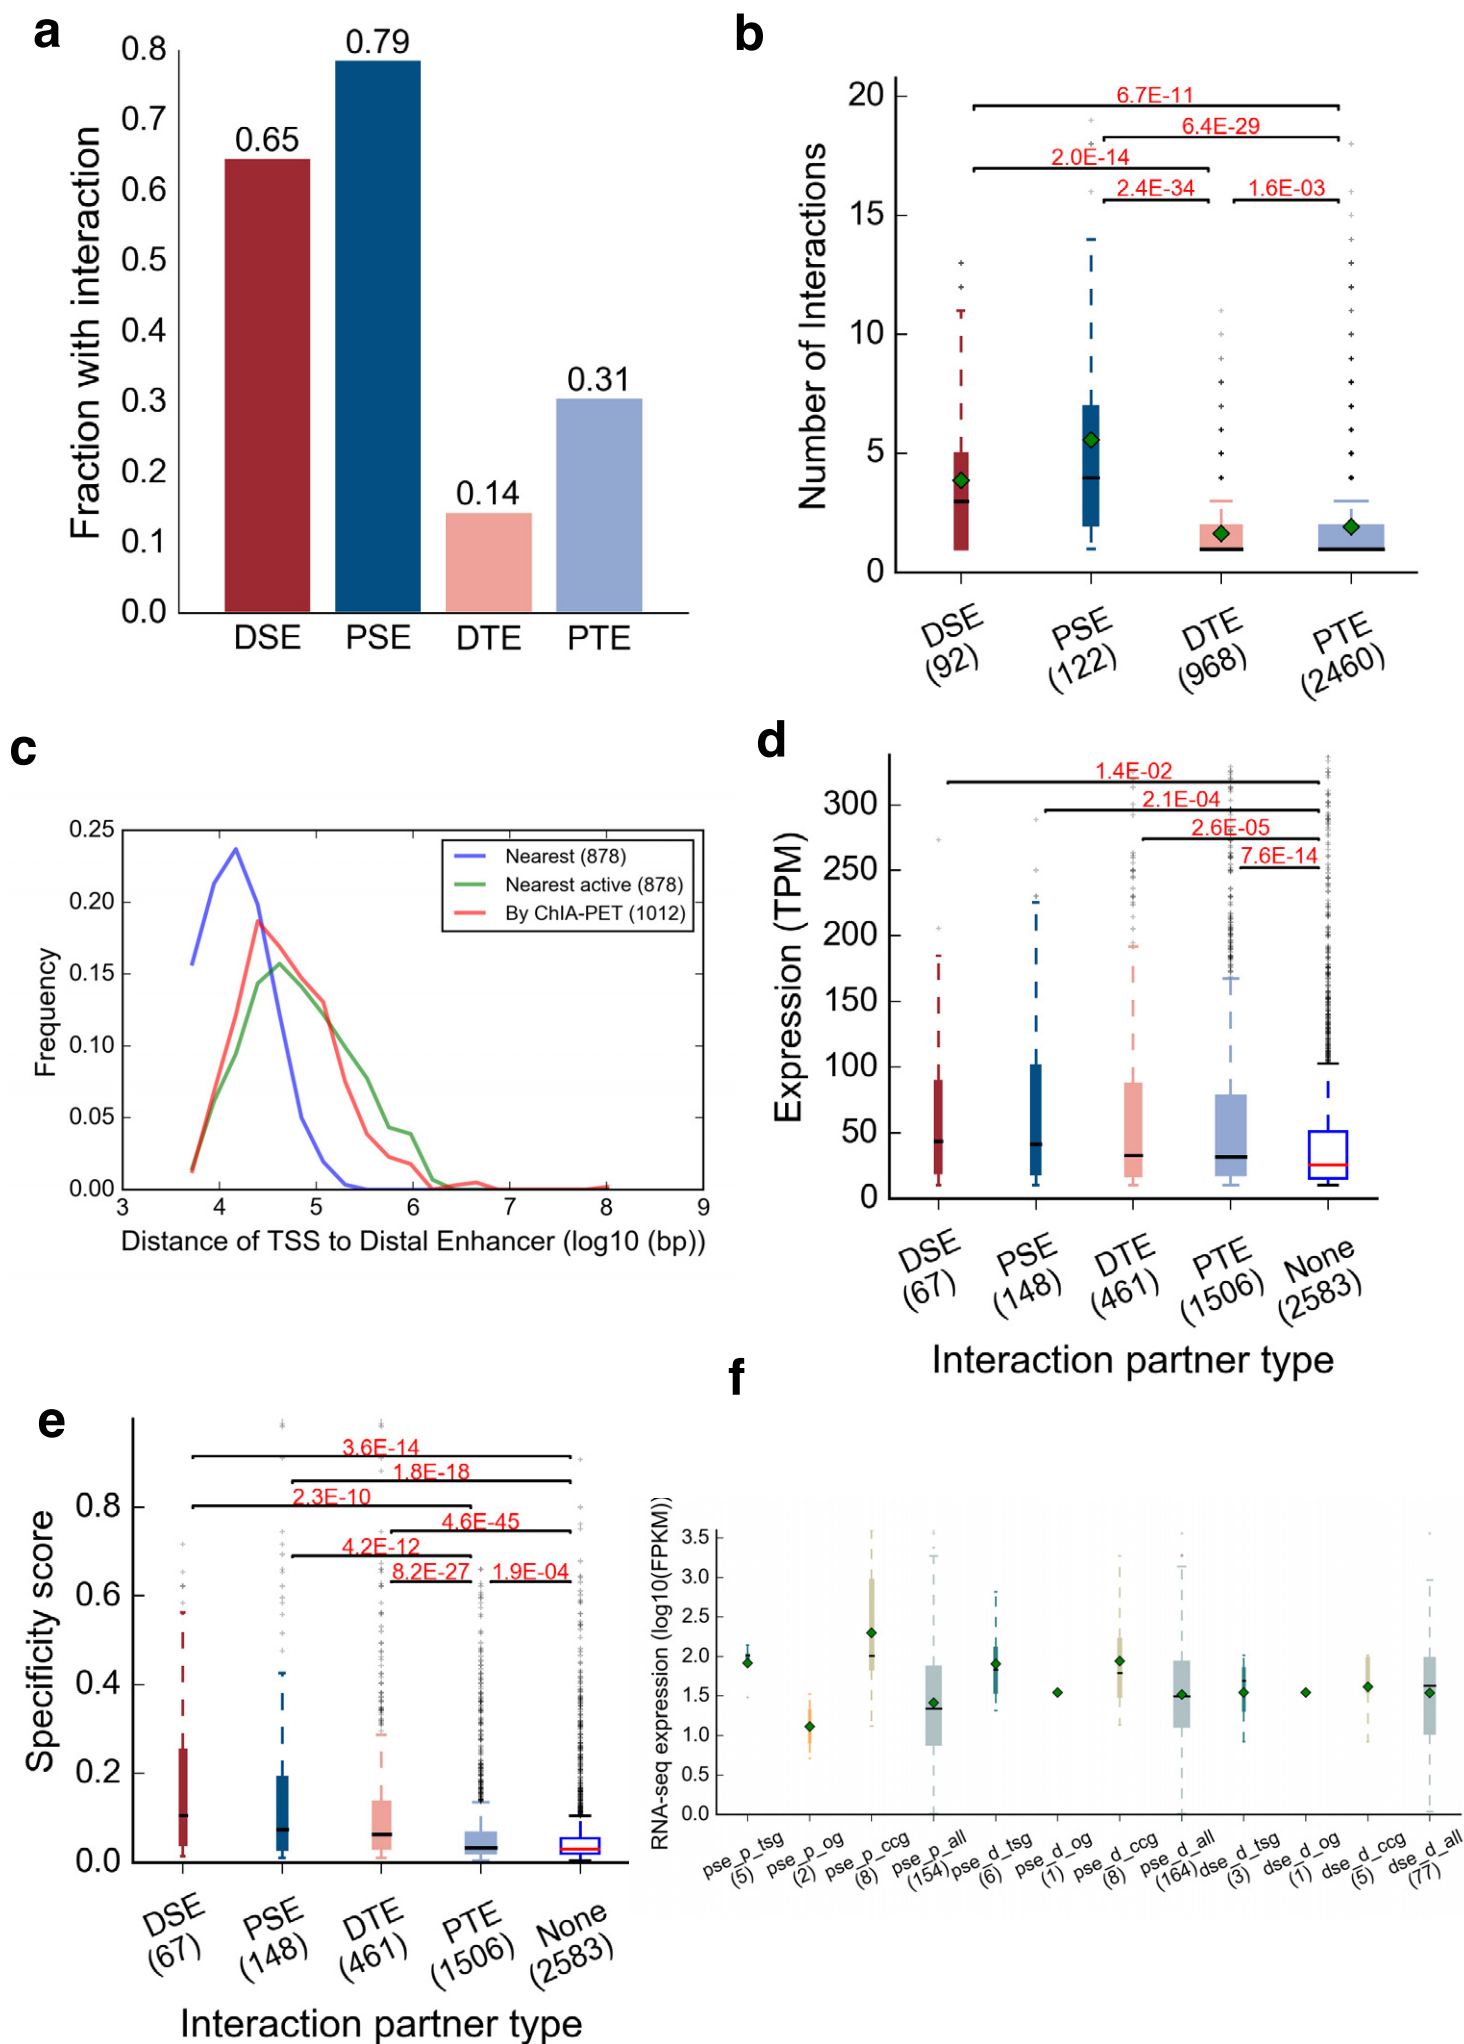 a
0.8
0.7
0.6
0.5
0.4
0.3
0.2
0.1
0.0
Fraction with interaction
0.65
0.79
0.14
0.31
DSE
PSE
DTE
PTE
b
20
15
10
5
0
Number of Interactions
6.7E-11
6.4E-29
2.0E-14
2.4E-34
1.6E-03
DSE
(92)
PSE
(122)
DTE
(968)
PTE
(2460)
c
0.25
0.20
0.15
0.10
0.05
0.00
Frequency
Nearest (878)
Nearest active (878)
By ChIA-PET (1012)
3
4
5
6
7
8
9
Distance of TSS to Distal Enhancer (log10 (bp))
d
300
250
200
150
100
50
0
Expression (TPM)
1.4E-02
2.1E-04
2.6E-05
7.6E-14
DSE
(67)
PSE
(148)
DTE
(461)
PTE
(1506)
None
(2583)
Interaction partner type
e
0.8
0.6
0.4
0.2
0.0
Specificity score
3.6E-14
1.8E-18
2.3E-10
4.6E-45
4.2E-12
8.2E-27
1.9E-04
DSE
(67)
PSE
(148)
DTE
(461)
PTE
(1506)
None
(2583)
Interaction partner type
f
3.5
3.0
2.5
2.0
1.5
1.0
0.5
0.0
RNA-seq expression (log10(FPKM))
pse_p_tsg
(5)
pse_p_og
(2)
pse_p_ccg
(8)
pse_p_all
(154)
pse_d_tsg
(6)
pse_d_og
(1)
pse_d_ccg
(8)
pse_d_all
(164)
dse_d_tsg
(3)
dse_d_og
(1)
dse_d_ccg
(5)
dse_d_all
(77)